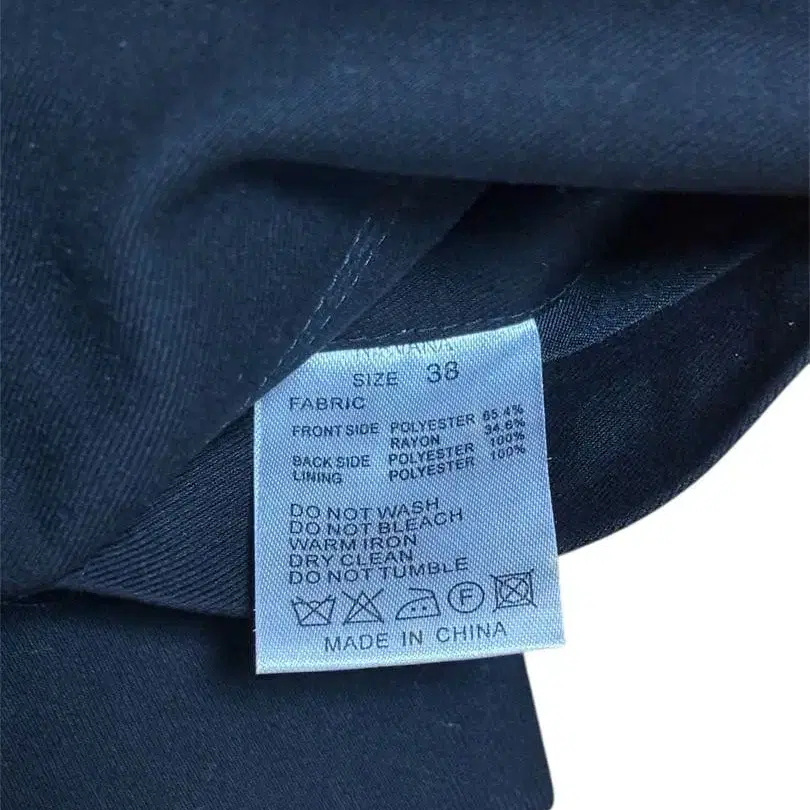 SIZE 38
FABRIC
FRONT SIDE POLYESTER 65.4%
RAYON 34.6%
BACK SIDE POLYESTER 100%
LINING POLYESTER 100%
DO NOT WASH
DO NOT BLEACH
WARM IRON
DRY CLEAN
DO NOT TUMBLE
F
MADE IN CHINA